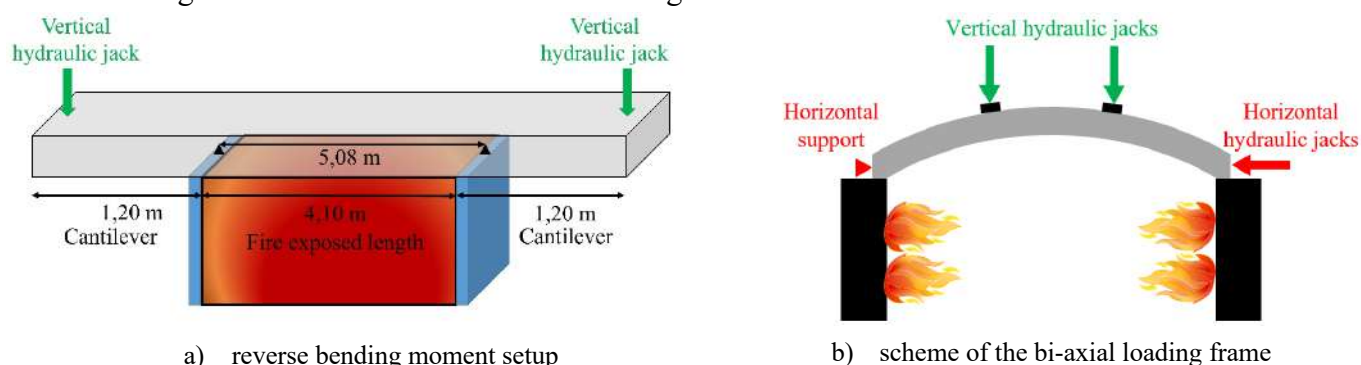 Vertical
hydraulic jack
Vertical
hydraulic jack
5,08 m
1,20 m
Cantilever
4,10 m
Fire exposed length
1,20 m
Cantilever
a) reverse bending moment setup
Vertical hydraulic jacks
Horizontal
support
Horizontal
hydraulic jacks
b) scheme of the bi-axial loading frame